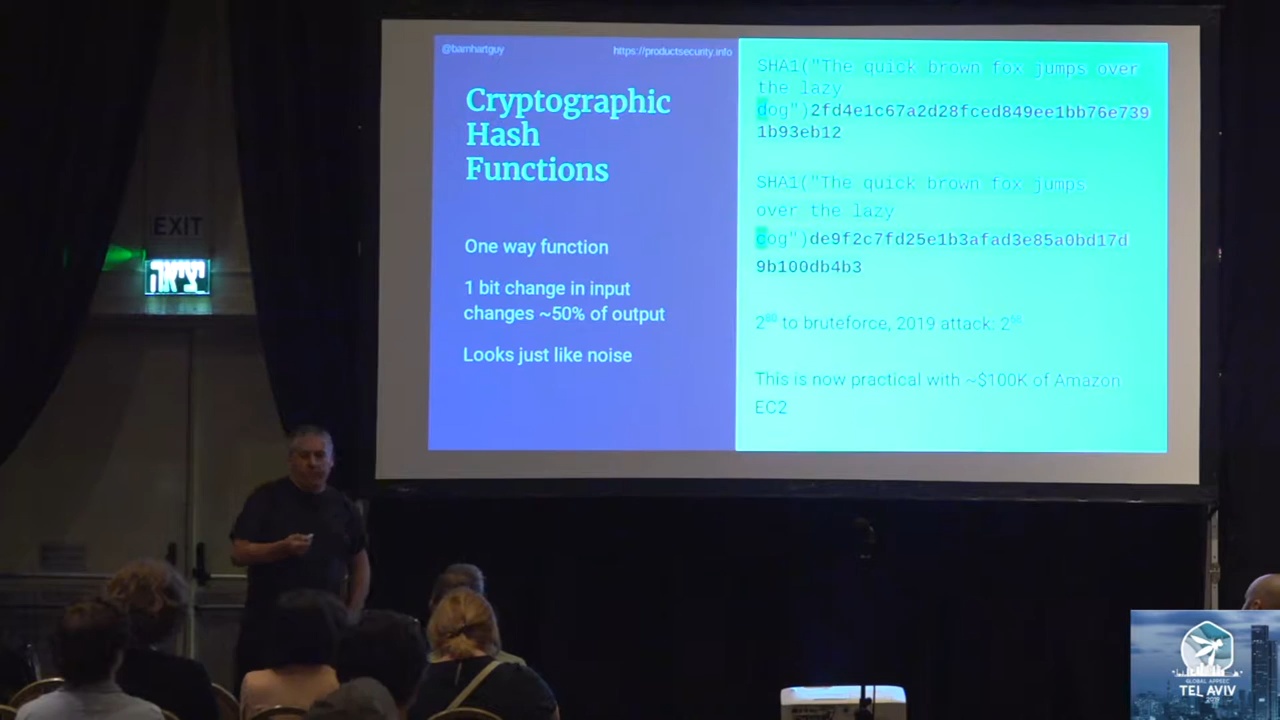 @barnhartguy
https://productsecurity.info
Cryptographic
Hash
Functions
One way function
1 bit change in input
changes ~50% of output
Looks just like noise
SHA1("The quick brown fox jumps over
the lazy
dog")2fd4e1c67a2d28fced849ee1bb76e739
1b93eb12
SHA1("The quick brown fox jumps
over the lazy
cog")de9f2c7fd25e1b3afad3e85a0bd17d
9b100db4b3
to bruteforce, 2019 attack:
This is now practical with ~$100K of Amazon
EC2
EXIT
יציאה
GLOBAL APPSEC
TEL AVIV